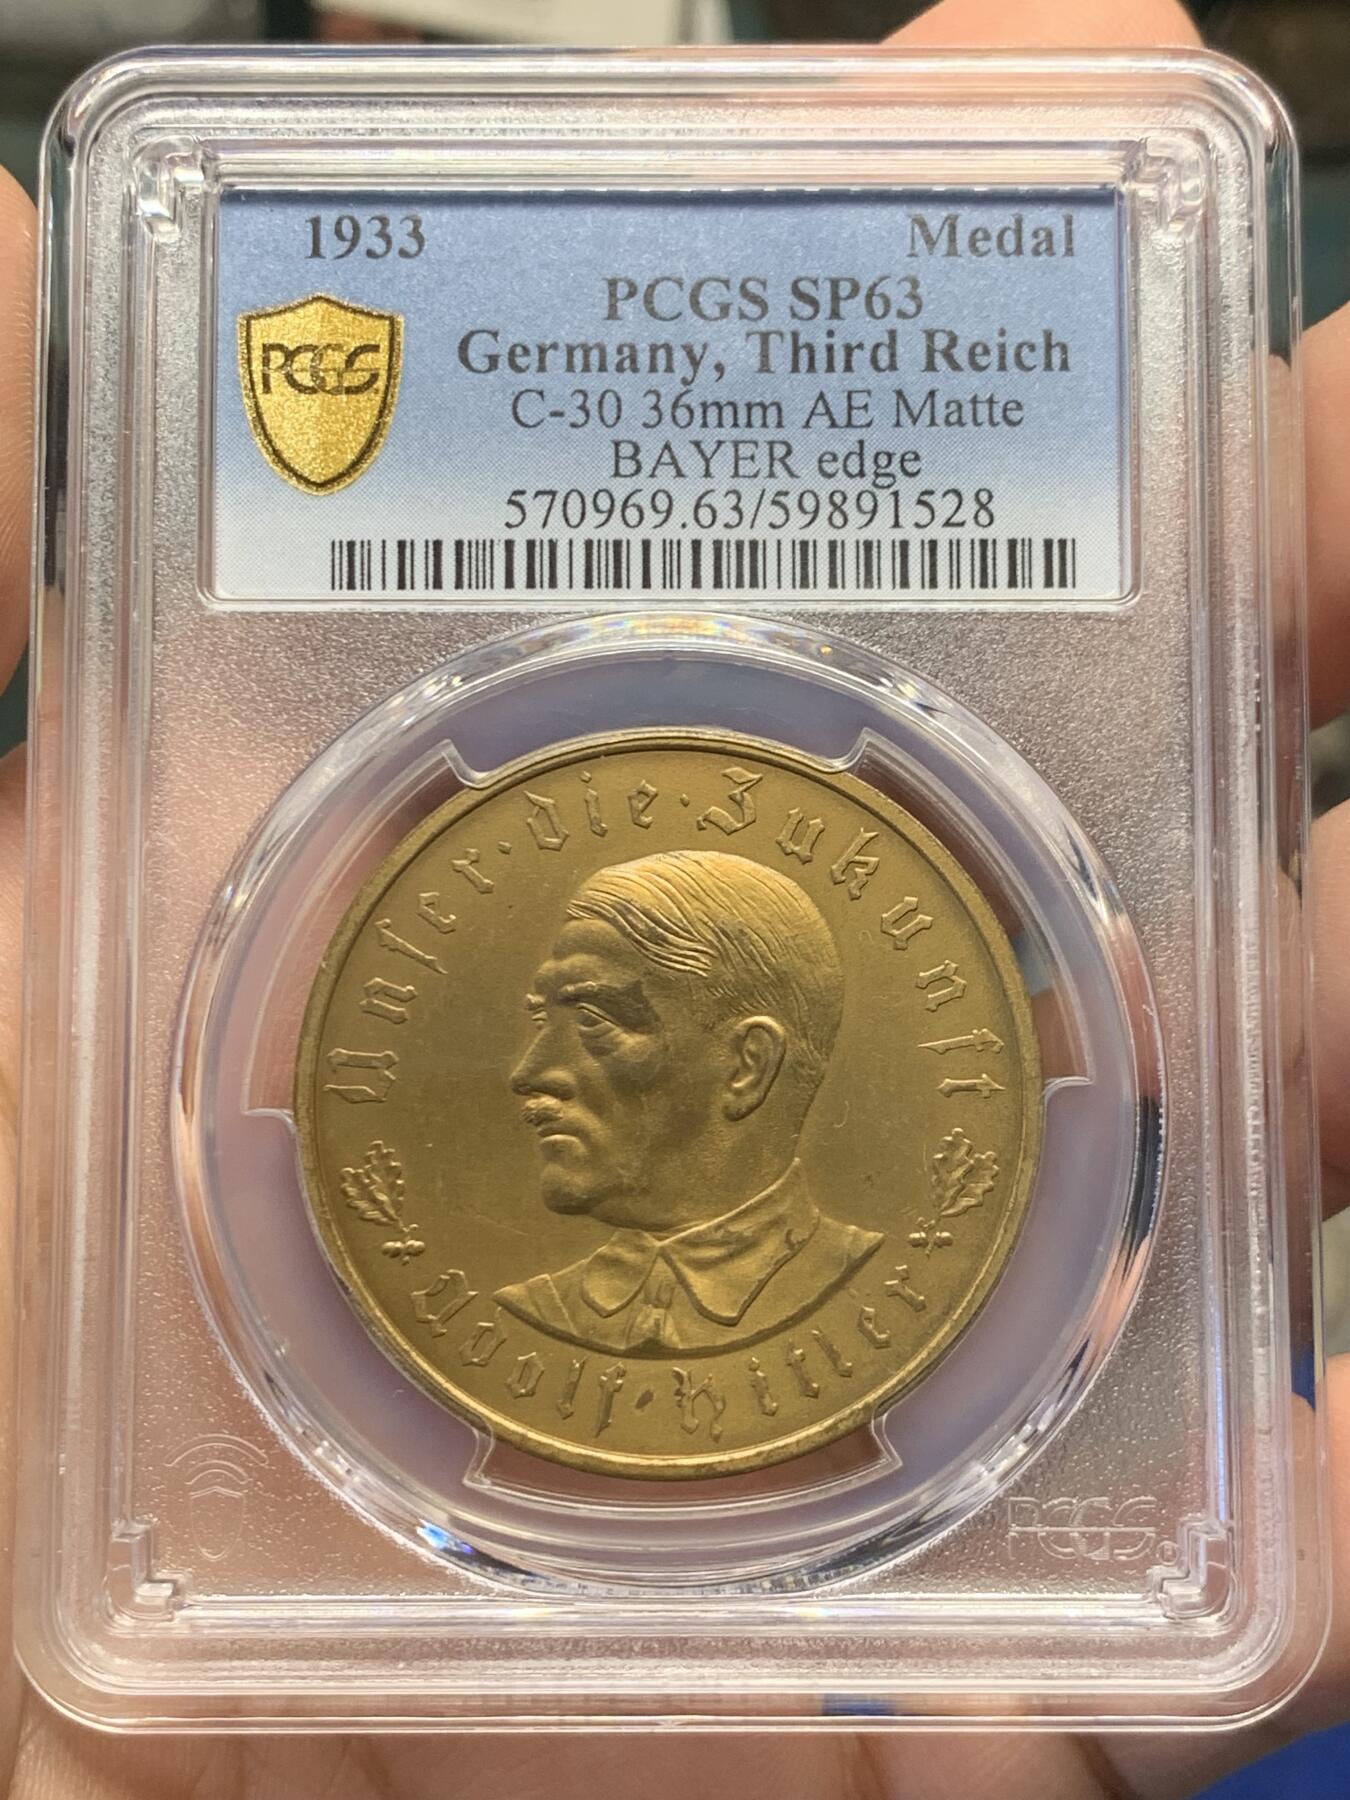 1933 Medal
PCGS SP63
Germany, Third Reich
C-30 36mm AE Matte
BAYER edge
570969.63/59891528
PCGS
Unser·die·Zukunft
Adolf·Hitler
PCGS